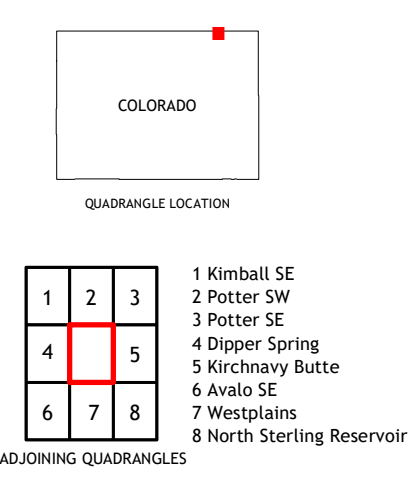 COLORADO
QUADRANGLE LOCATION
1 2 3
4 5
6 7 8
ADJOINING QUADRANGLES
1 Kimball SE
2 Potter SW
3 Potter SE
4 Dipper Spring
5 Kirchnavy Butte
6 Avalo SE
7 Westplains
8 North Sterling Reservoir